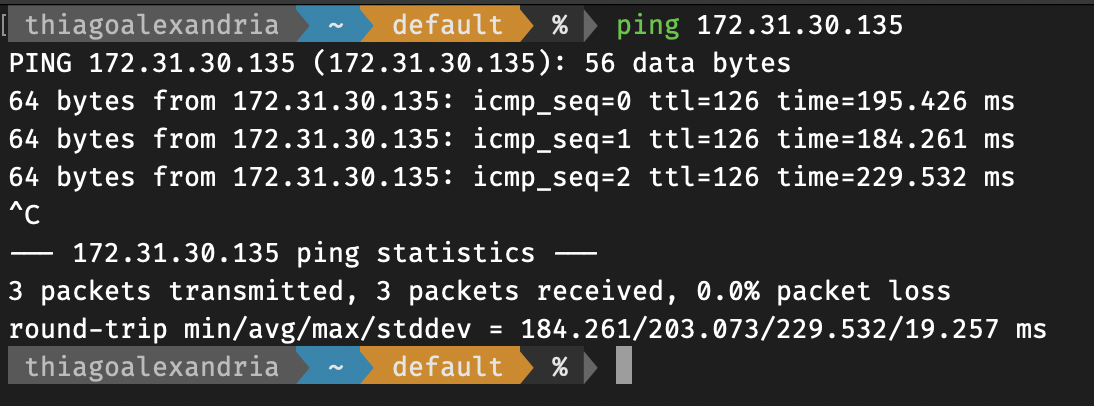 [ thiagoalexandria ~ default % ping 172.31.30.135
PING 172.31.30.135 (172.31.30.135): 56 data bytes
64 bytes from 172.31.30.135: icmp_seq=0 ttl=126 time=195.426 ms
64 bytes from 172.31.30.135: icmp_seq=1 ttl=126 time=184.261 ms
64 bytes from 172.31.30.135: icmp_seq=2 ttl=126 time=229.532 ms
^C
--- 172.31.30.135 ping statistics ---
3 packets transmitted, 3 packets received, 0.0% packet loss
round-trip min/avg/max/stddev = 184.261/203.073/229.532/19.257 ms
thiagoalexandria ~ default %